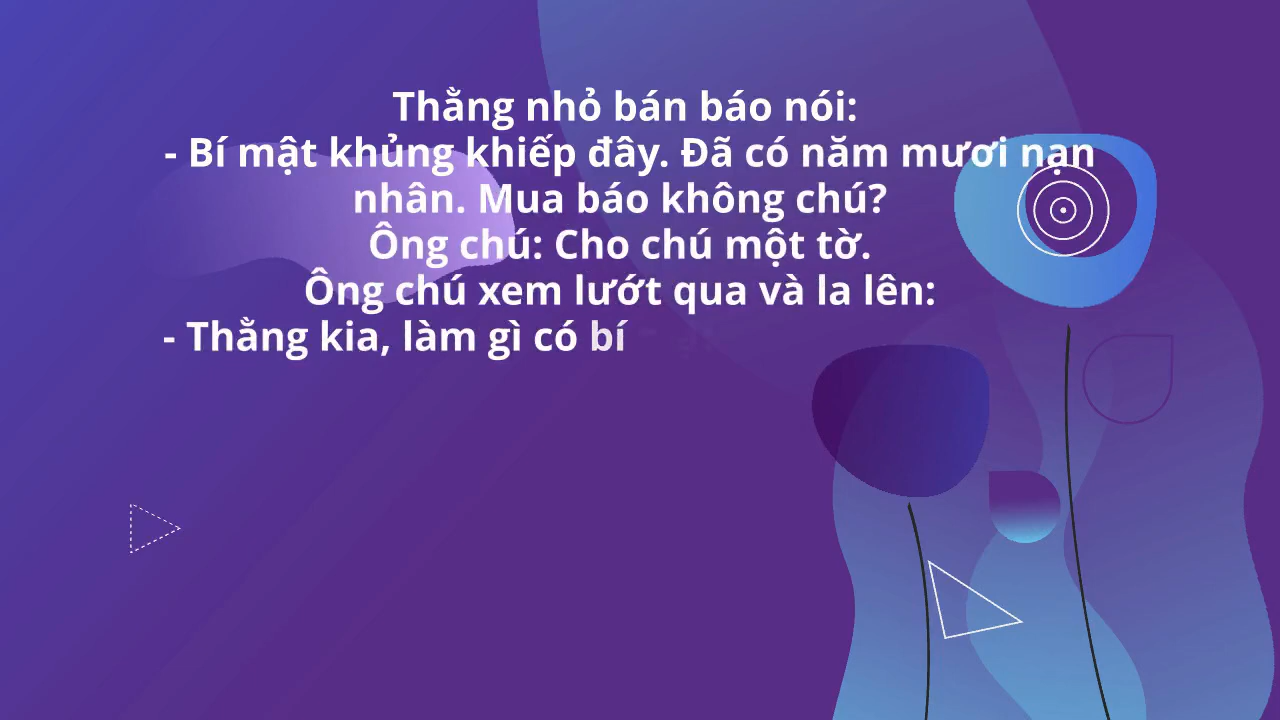 Thằng nhỏ bán báo nói:
- Bí mật khủng khiếp đây. Đã có năm mươi nạn
nhân. Mua báo không chú?
Ông chú: Cho chú một tờ.
Ông chú xem lướt qua và la lên:
- Thằng kia, làm gì có bí